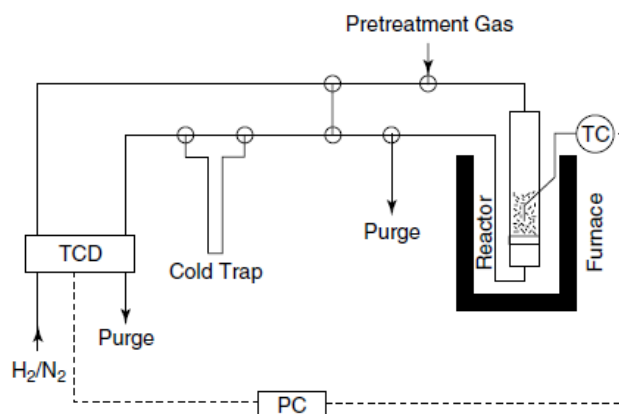 Pretreatment Gas
TC
Reactor
Furnace
Purge
Cold Trap
TCD
Purge
H₂/N₂
PC